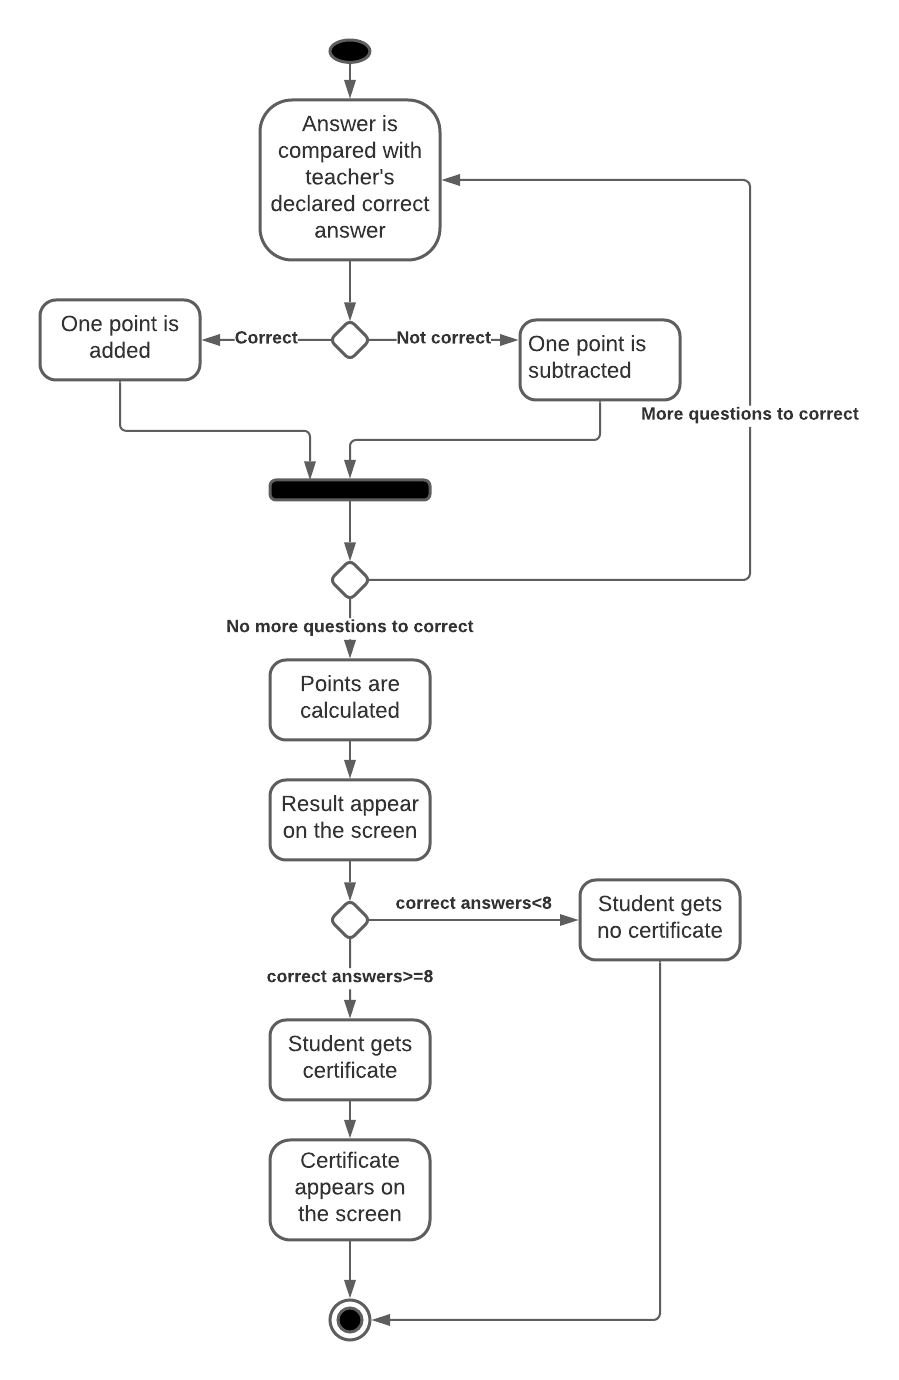 Answer is
compared with
teacher's
declared correct
answer
One point is
added
Correct
Not correct
One point is
subtracted
More questions to correct
No more questions to correct
Points are
calculated
Result appear
on the screen
correct answers<8
Student gets
no certificate
correct answers>=8
Student gets
certificate
Certificate
appears on
the screen